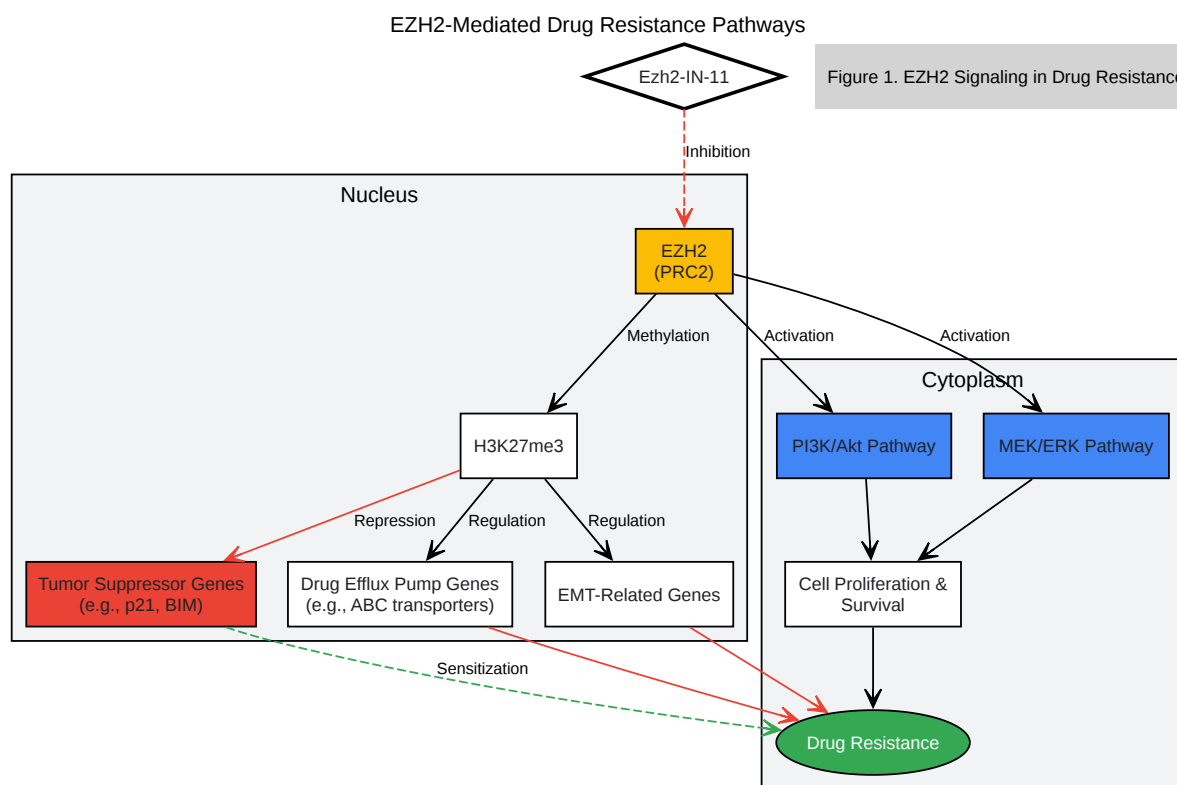 EZH2-Mediated Drug Resistance Pathways
Ezh2-IN-11
Figure 1. EZH2 Signaling in Drug Resistance
Inhibition
Nucleus
EZH2
(PRC2)
Methylation
Activation
Activation
Cytoplasm
H3K27me3
PI3K/Akt Pathway
MEK/ERK Pathway
Repression
Regulation
Regulation
Tumor Suppressor Genes
(e.g., p21, BIM)
Drug Efflux Pump Genes
(e.g., ABC transporters)
EMT-Related Genes
Cell Proliferation &
Survival
Sensitization
Drug Resistance